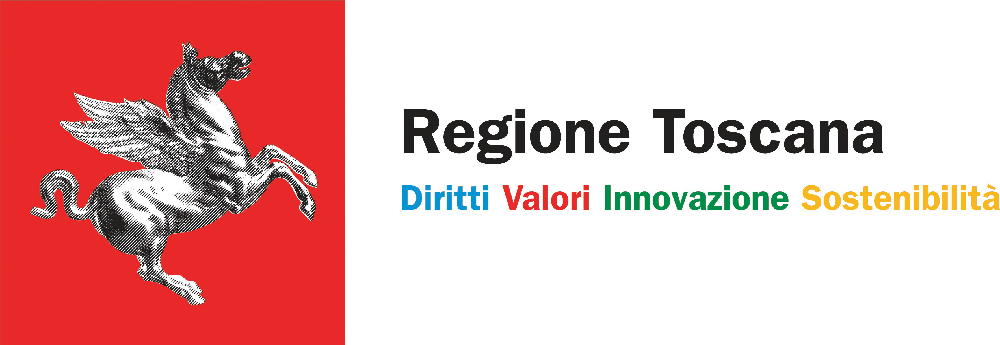 Regione Toscana
Diritti Valori Innovazione Sostenibilità